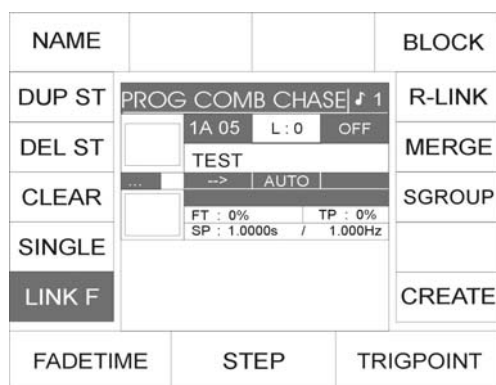 NAME BLOCK
DUP ST PROG COMB CHASE ♪ 1 R-LINK
1A 05 L : 0 OFF
DEL ST TEST MERGE
... --> AUTO
CLEAR SGROUP
FT : 0% TP : 0%
SP : 1.0000s / 1.000Hz
SINGLE
LINK F CREATE
FADETIME STEP TRIGPOINT